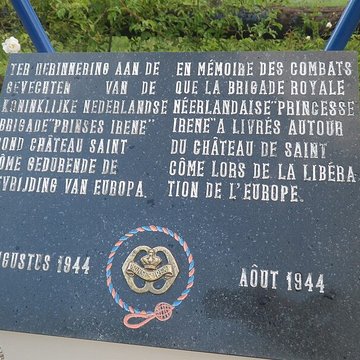 TER HERINNERING AAN DE
GEVECHTEN VAN DE
KONINKLIJKE NEDERLANDSE
BRIGADE "PRINSES IRENE"
ROND CHÂTEAU SAINT
CÔME GEDURENDE DE
BEVRIJDING VAN EUROPA.
AUGUSTUS 1944
EN MÉMOIRE DES COMBATS
QUE LA BRIGADE ROYALE
NÉERLANDAISE "PRINCESSE
IRENE" A LIVRÉS AUTOUR
DU CHÂTEAU DE SAINT
CÔME LORS DE LA LIBÉRA
TION DE L'EUROPE.
AÔUT 1944